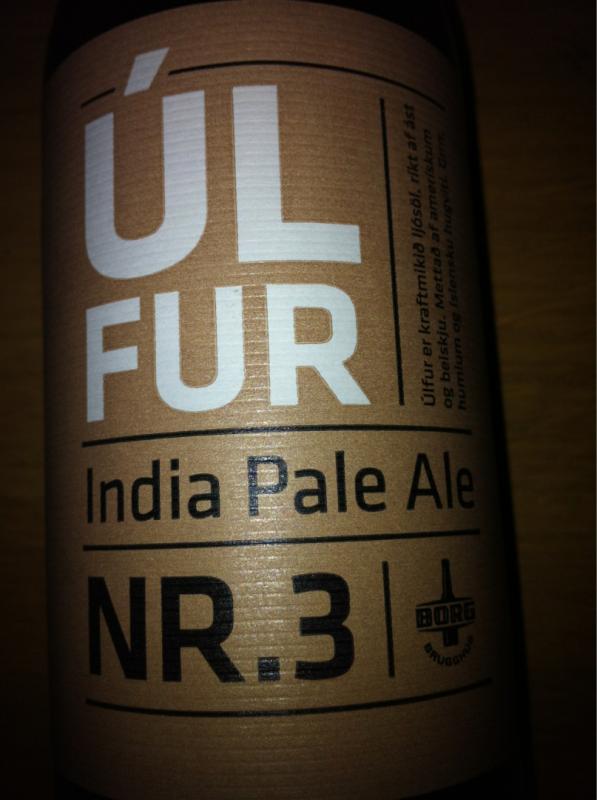 ÚL
FUR
Úlfur er kraftmikið ljósöl, ríkt af ást
og beiskju. Mettað af amerískum
humlum og íslensku hugviti.
India Pale Ale
NR.3
BORG
BRUGGHÚS